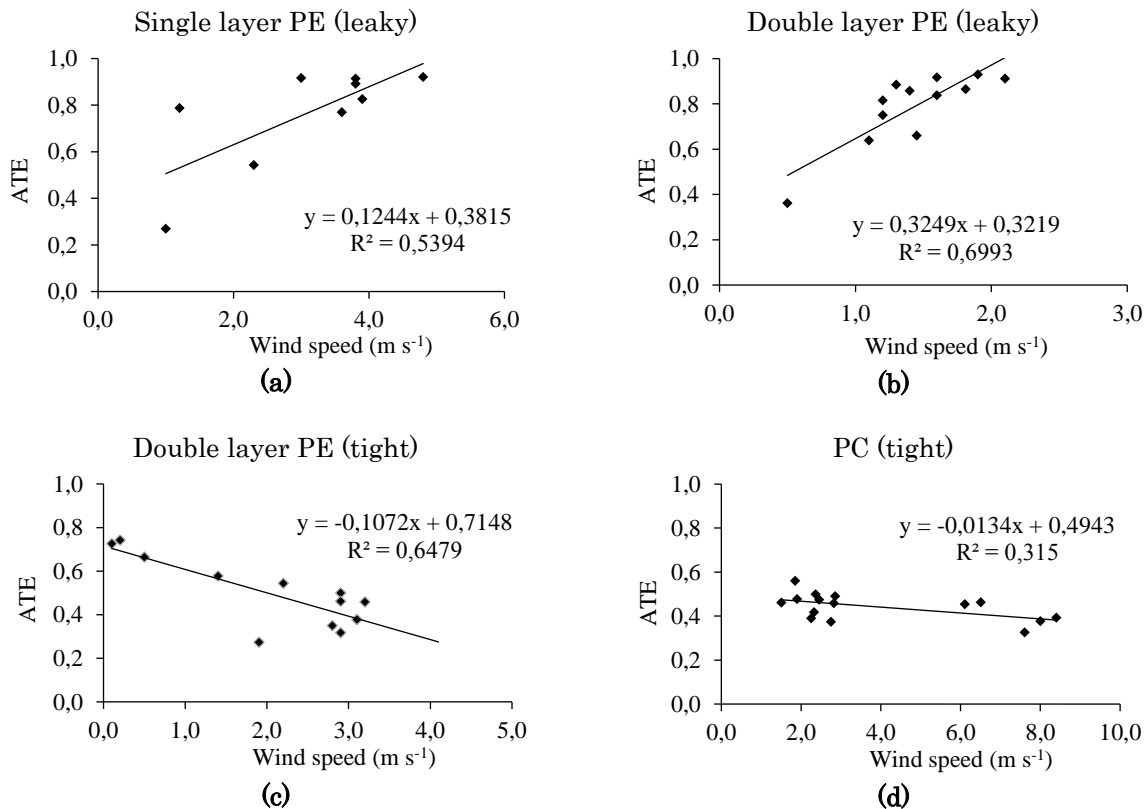 Single layer PE (leaky)
1,0
0,8
0,6
0,4
0,2
0,0
ATE
y = 0,1244x + 0,3815
R² = 0,5394
0,0 2,0 4,0 6,0
Wind speed (m s⁻¹)
(a)
Double layer PE (leaky)
1,0
0,8
0,6
0,4
0,2
0,0
ATE
y = 0,3249x + 0,3219
R² = 0,6993
0,0 1,0 2,0 3,0
Wind speed (m s⁻¹)
(b)
Double layer PE (tight)
1,0
0,8
0,6
0,4
0,2
0,0
ATE
y = -0,1072x + 0,7148
R² = 0,6479
0,0 1,0 2,0 3,0 4,0 5,0
Wind speed (m s⁻¹)
(c)
PC (tight)
1,0
0,8
0,6
0,4
0,2
0,0
ATE
y = -0,0134x + 0,4943
R² = 0,315
0,0 2,0 4,0 6,0 8,0 10,0
Wind speed (m s⁻¹)
(d)